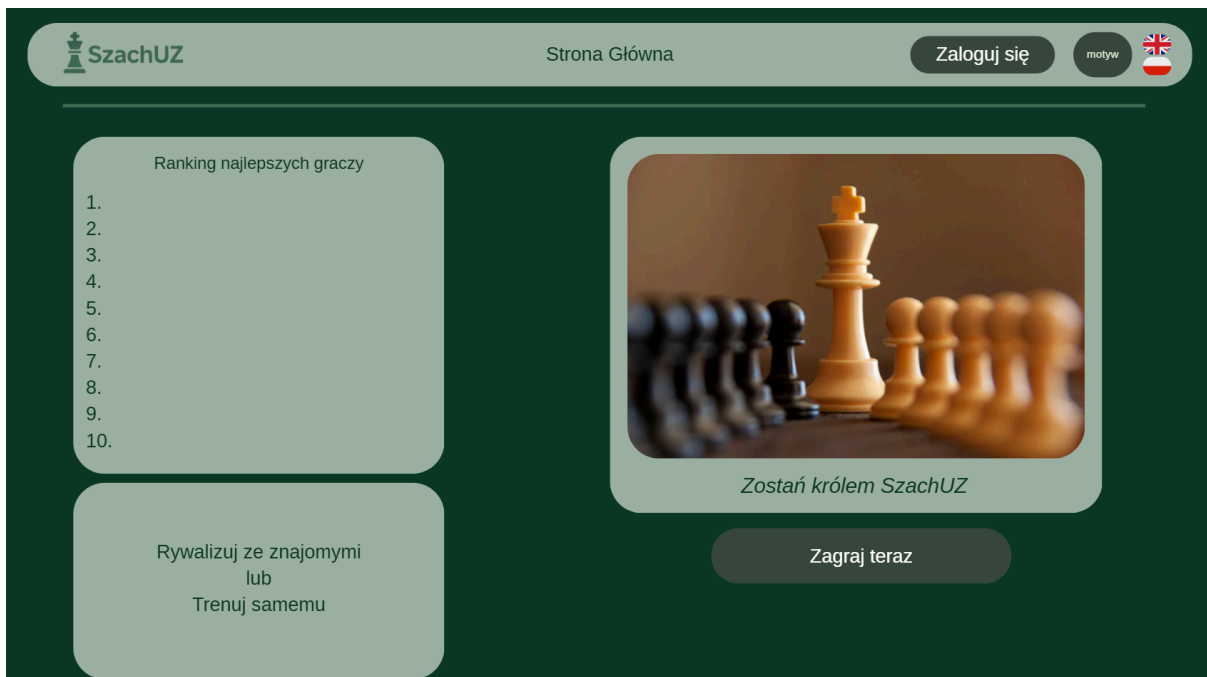 SzachUZ
Strona Główna
Zaloguj się
motyw
Ranking najlepszych graczy
1.
2.
3.
4.
5.
6.
7.
8.
9.
10.
Rywalizuj ze znajomymi
lub
Trenuj samemu
Zostań królem SzachUZ
Zagraj teraz